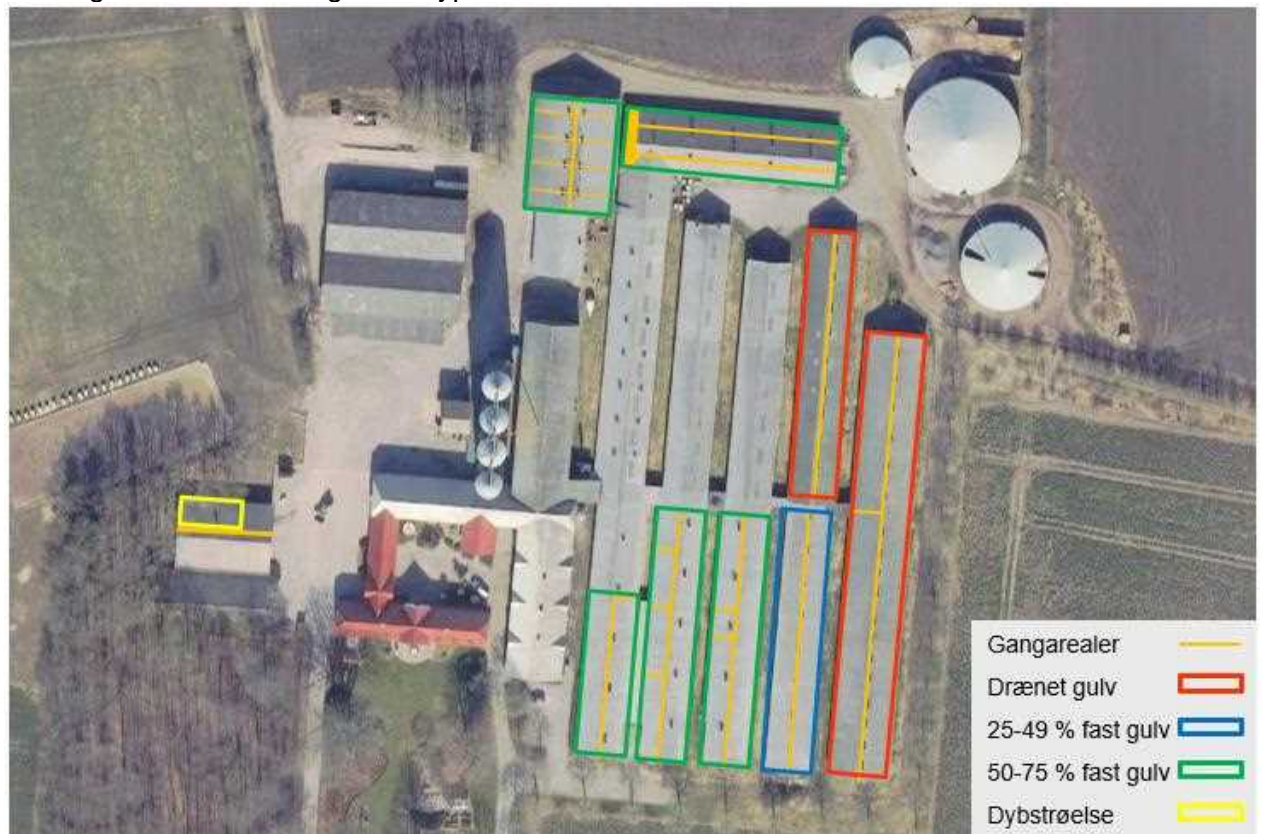 Gangarealer
Drænet gulv
25-49 % fast gulv
50-75 % fast gulv
Dybstrøelse